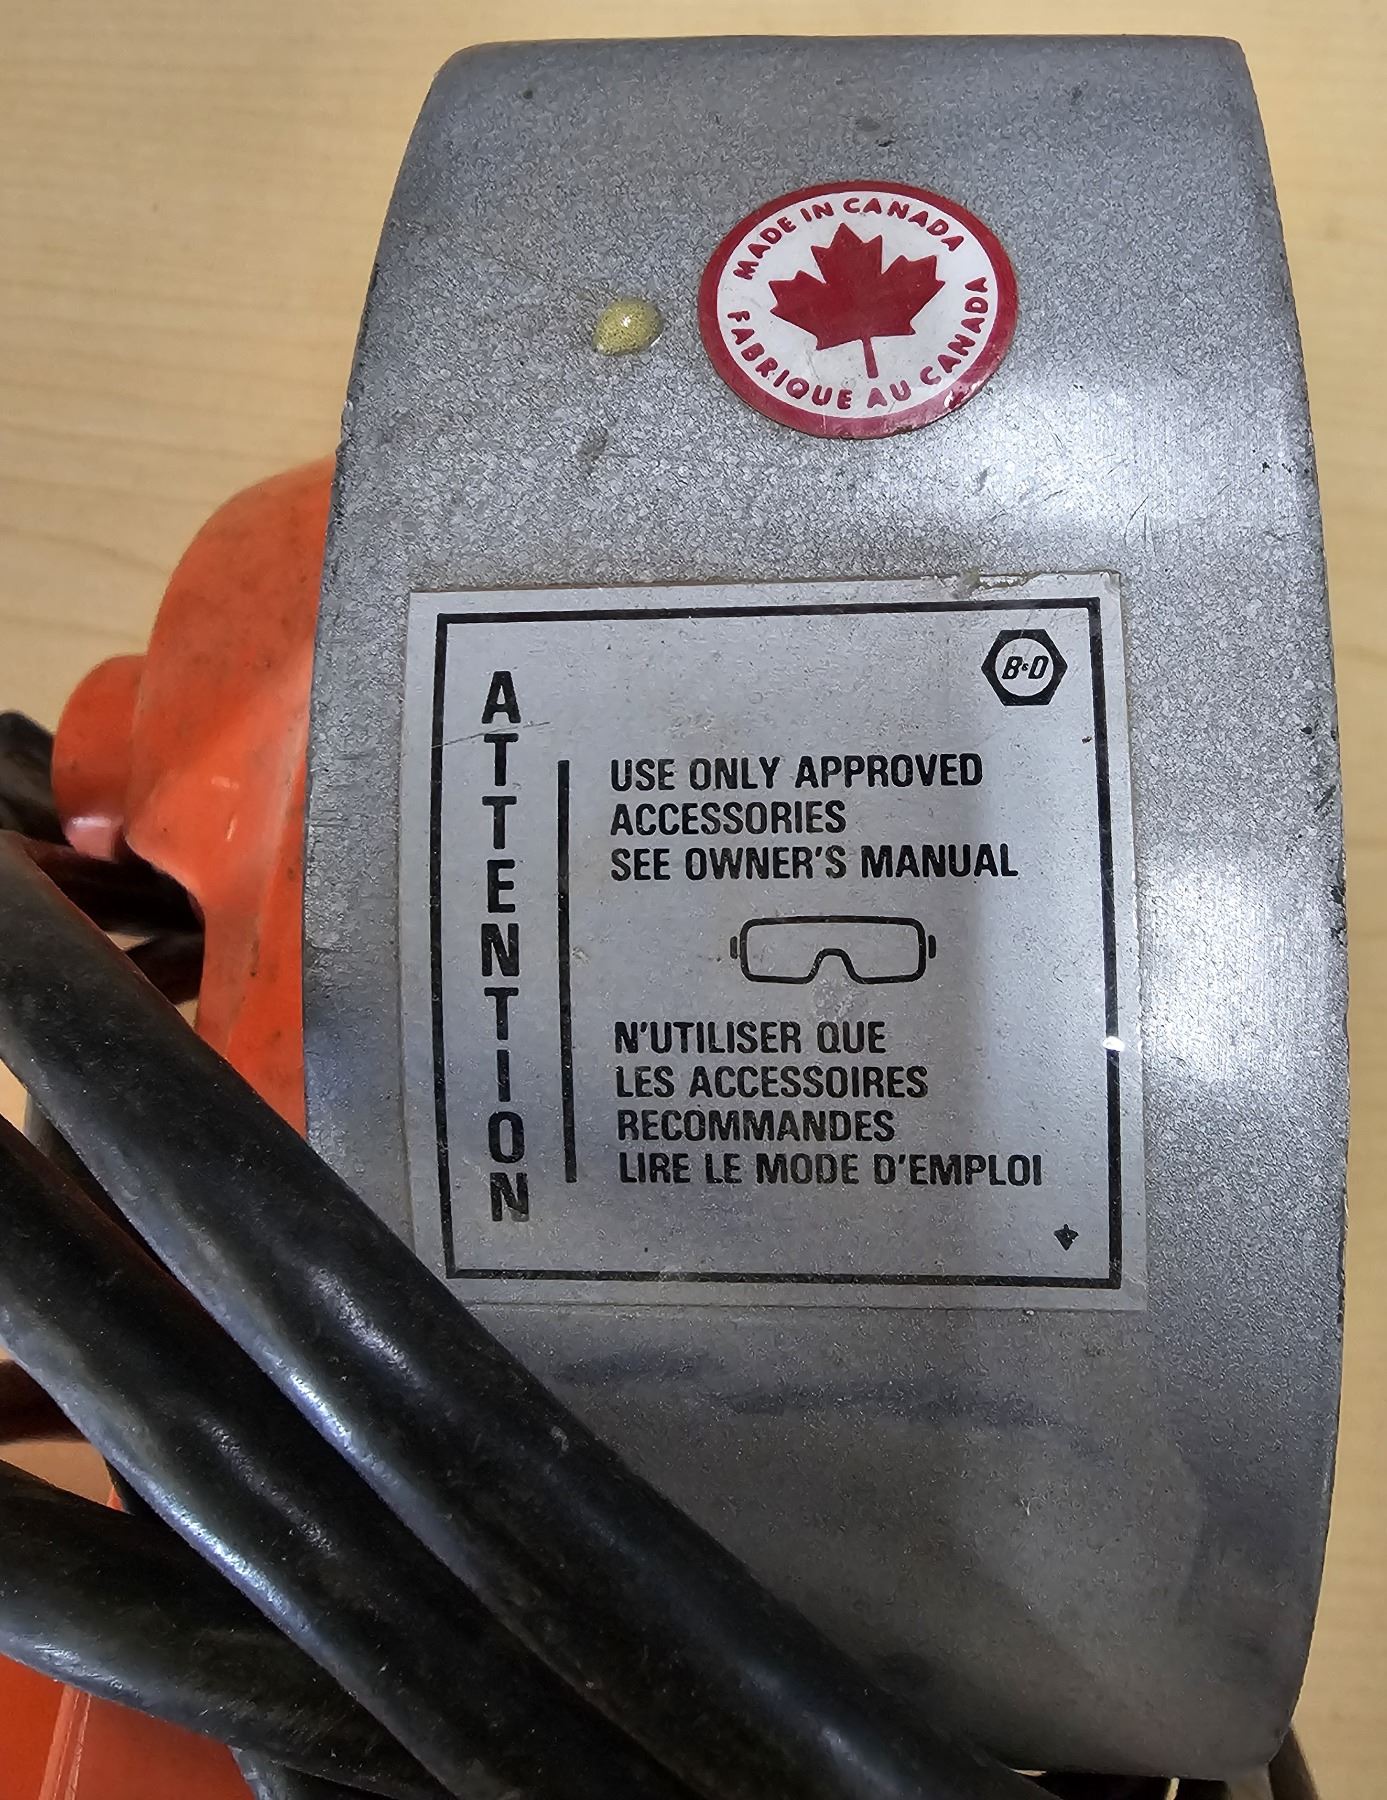 MADE IN CANADA
FABRIQUE AU CANADA
B&D
ATTENTION
USE ONLY APPROVED
ACCESSORIES
SEE OWNER'S MANUAL
N'UTILISER QUE
LES ACCESSOIRES
RECOMMANDES
LIRE LE MODE D'EMPLOI